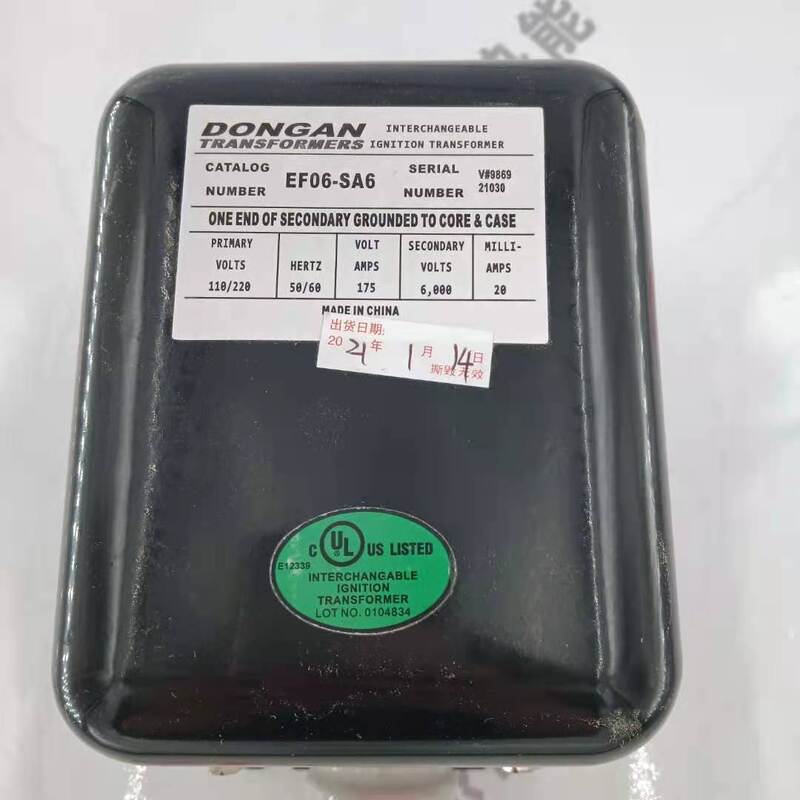 能
DONGAN INTERCHANGEABLE
TRANSFORMERS IGNITION TRANSFORMER
CATALOG NUMBER EF06-SA6 SERIAL NUMBER V#9869 21030
ONE END OF SECONDARY GROUNDED TO CORE & CASE
PRIMARY VOLTS HERTZ VOLT AMPS SECONDARY VOLTS MILLI-AMPS
110/220 50/60 175 6,000 20
MADE IN CHINA
出货日期:
2021年 1月 14日
撕毁无效
C UL US LISTED
E12339
INTERCHANGABLE
IGNITION
TRANSFORMER
LOT NO. 0104834